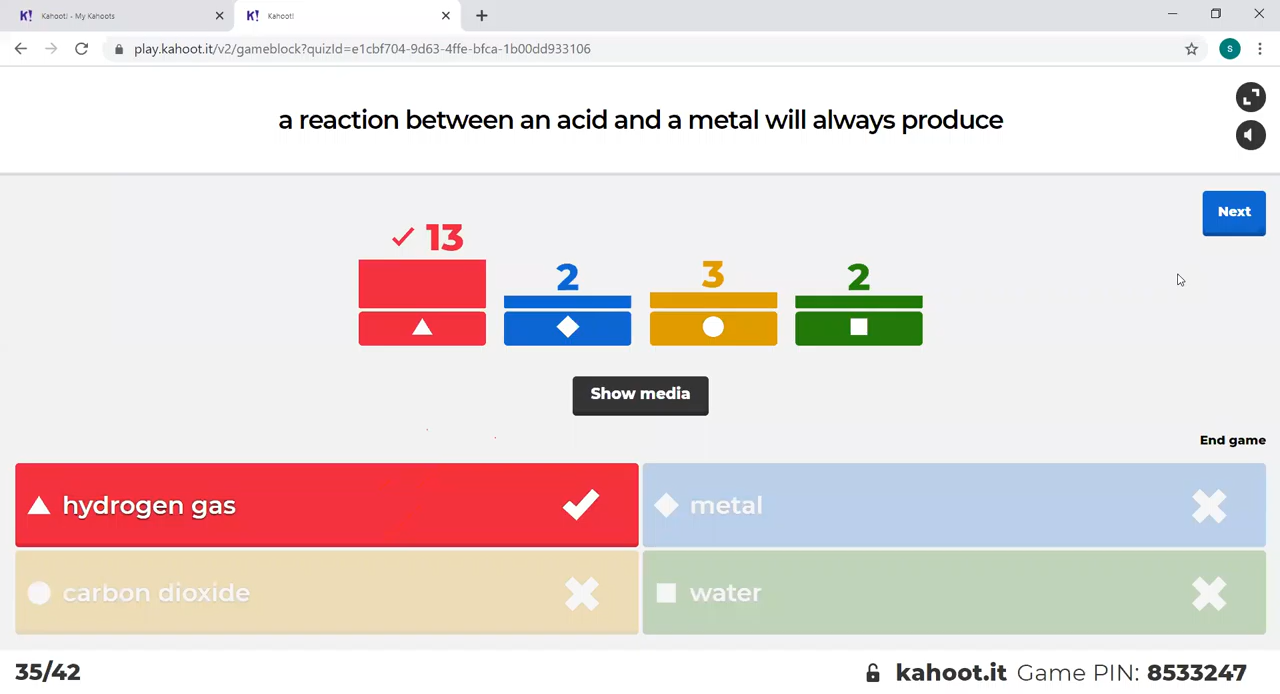 K! Kahoot! - My Kahoots
K! Kahoot!
play.kahoot.it/v2/gameblock?quizId=e1cbf704-9d63-4ffe-bfca-1b00dd933106
S
a reaction between an acid and a metal will always produce
Next
13 2 3 2
Show media
End game
hydrogen gas
metal
carbon dioxide
water
35/42
kahoot.it Game PIN: 8533247